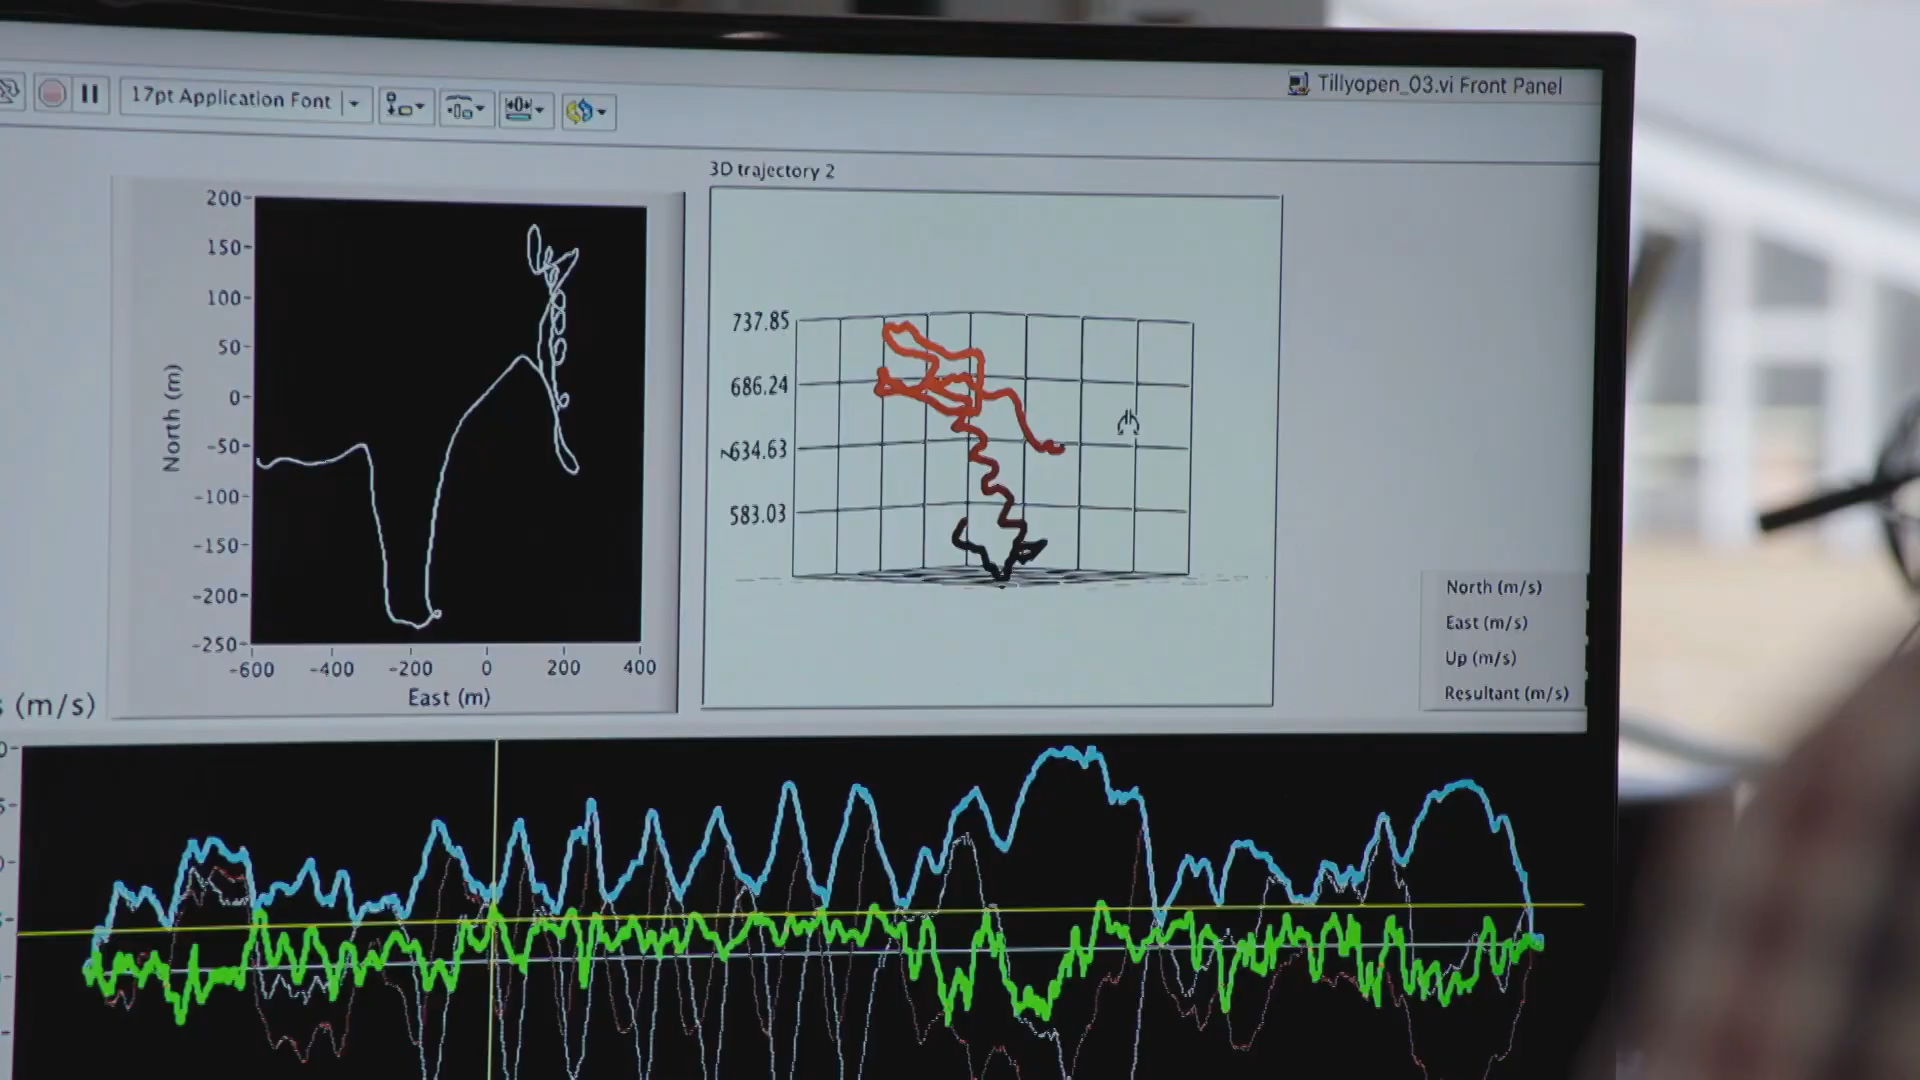 17pt Application Font
Tillyopen_03.vi Front Panel
3D trajectory 2
200
150
100
50
0
-50
-100
-150
-200
-250
North (m)
-600 -400 -200 0 200 400
East (m)
737.85
686.24
Z
634.63
583.03
North (m/s)
East (m/s)
Up (m/s)
Resultant (m/s)
(m/s)